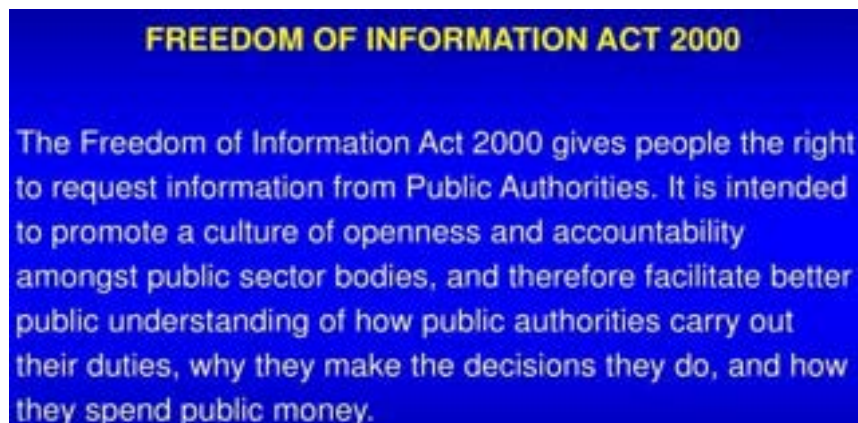 FREEDOM OF INFORMATION ACT 2000
The Freedom of Information Act 2000 gives people the right
to request information from Public Authorities. It is intended
to promote a culture of openness and accountability
amongst public sector bodies, and therefore facilitate better
public understanding of how public authorities carry out
their duties, why they make the decisions they do, and how
they spend public money.